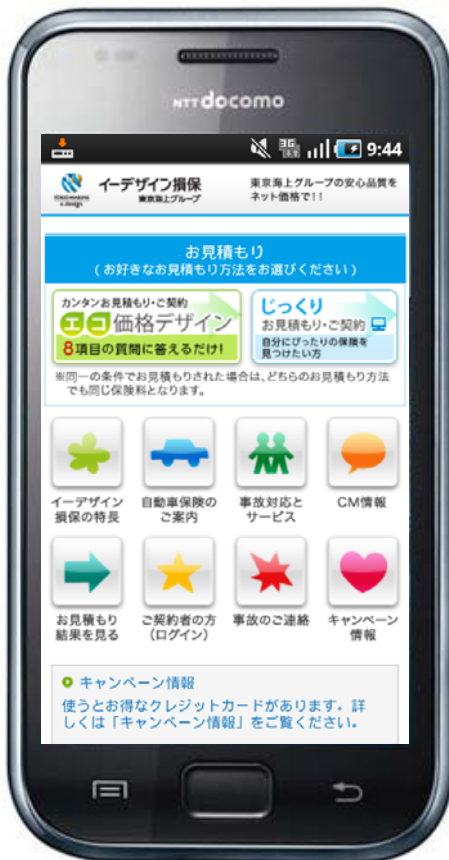 NTT docomo
3G
9:44
イーデザイン損保
東京海上グループ
東京海上グループの安心品質を
ネット価格で!!
お見積もり
(お好きなお見積もり方法をお選びください)
カンタンお見積もり・ご契約
エコ価格デザイン
8項目の質問に答えるだけ!
じっくり
お見積もり・ご契約
自分にぴったりの保険を
見つけたい方
※同一の条件でお見積もりされた場合は、どちらのお見積もり方法
でも同じ保険料となります。
イーデザイン
損保の特長
自動車保険の
ご案内
事故対応と
サービス
CM情報
お見積もり
結果を見る
ご契約者の方
(ログイン)
事故のご連絡
キャンペーン
情報
キャンペーン情報
使うとお得なクレジットカードがあります。詳
しくは「キャンペーン情報」をご覧ください。